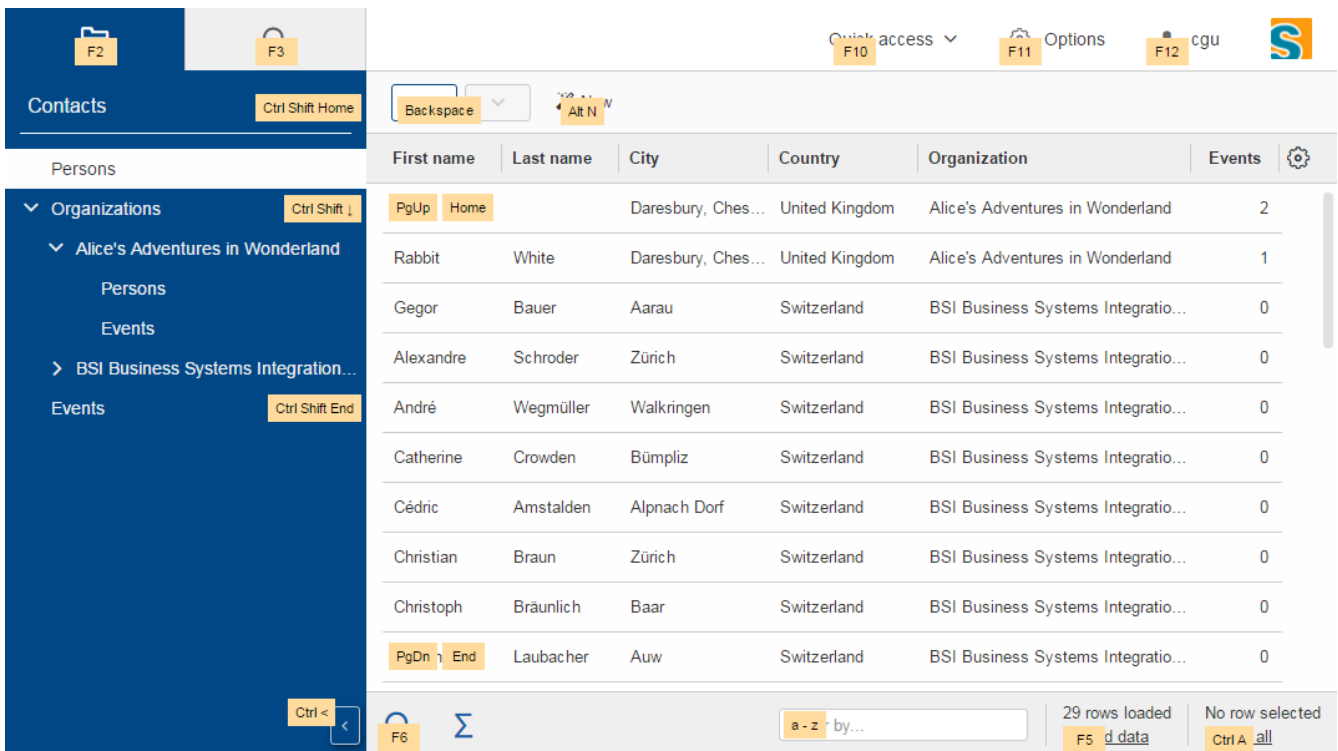 F2
F3
Quick access
F10
Options
F11
cgu
F12
Contacts
Ctrl Shift Home
Backspace
New
Alt N
Persons
Organizations
Ctrl Shift ↓
Alice's Adventures in Wonderland
Persons
Events
BSI Business Systems Integration...
Events
Ctrl Shift End
Ctrl <
First name Last name City Country Organization Events
PgUp Home Daresbury, Ches... United Kingdom Alice's Adventures in Wonderland 2
Rabbit White Daresbury, Ches... United Kingdom Alice's Adventures in Wonderland 1
Gegor Bauer Aarau Switzerland BSI Business Systems Integratio... 0
Alexandre Schroder Zürich Switzerland BSI Business Systems Integratio... 0
André Wegmüller Walkringen Switzerland BSI Business Systems Integratio... 0
Catherine Crowden Bümpliz Switzerland BSI Business Systems Integratio... 0
Cédric Amstalden Alpnach Dorf Switzerland BSI Business Systems Integratio... 0
Christian Braun Zürich Switzerland BSI Business Systems Integratio... 0
Christoph Bräunlich Baar Switzerland BSI Business Systems Integratio... 0
PgDn End Laubacher Auw Switzerland BSI Business Systems Integratio... 0
F6
Σ
a - z by...
29 rows loaded
F5 data
No row selected
Ctrl A all